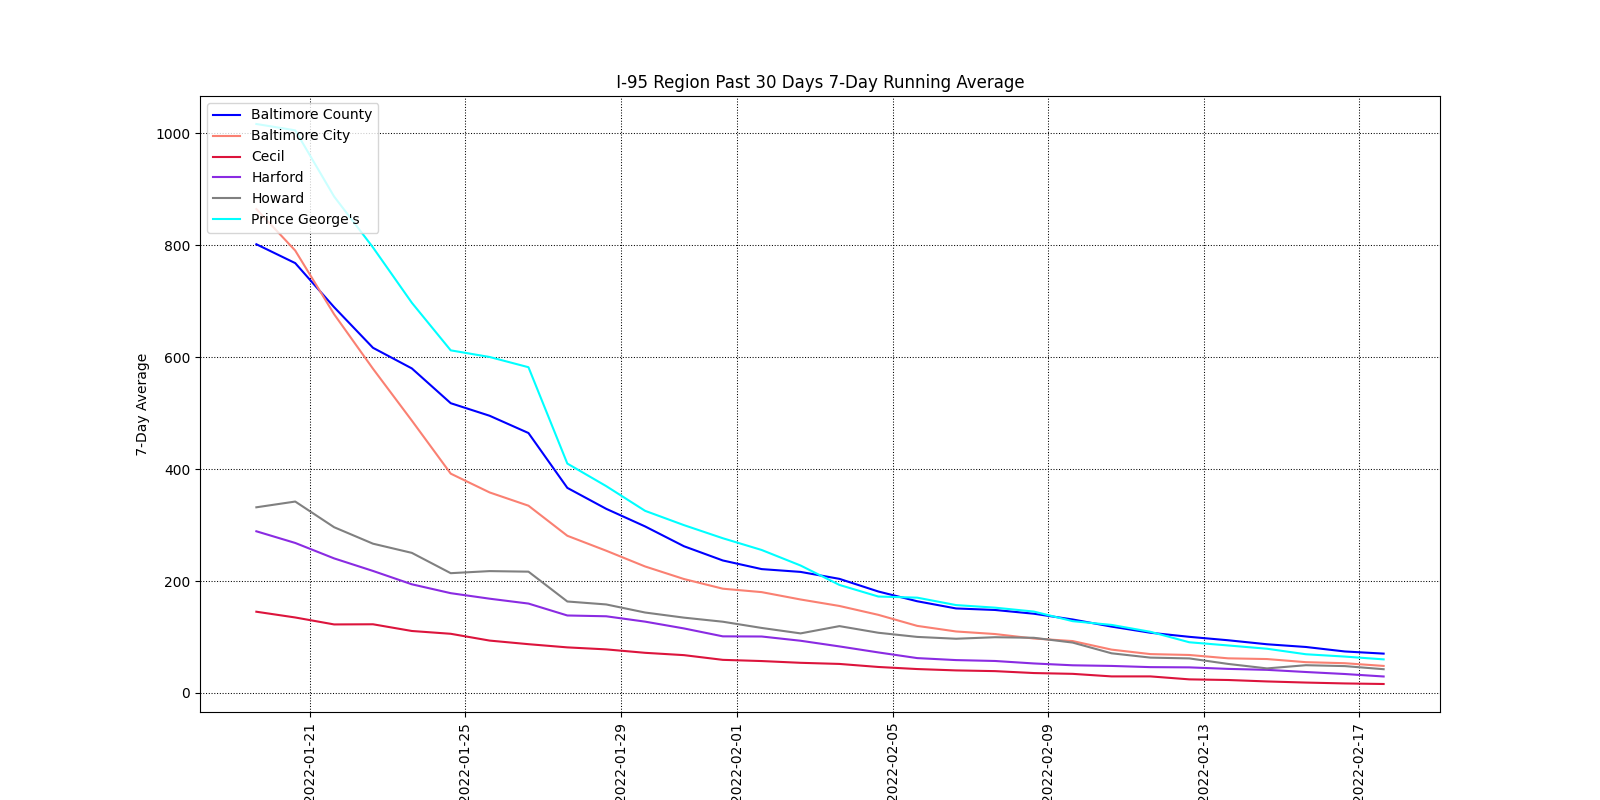 I-95 Region Past 30 Days 7-Day Running Average
Baltimore County
Baltimore City
Cecil
Harford
Howard
Prince George's
7-Day Average
1000
800
600
400
200
0
2022-01-21
2022-01-25
2022-01-29
2022-02-01
2022-02-05
2022-02-09
2022-02-13
2022-02-17